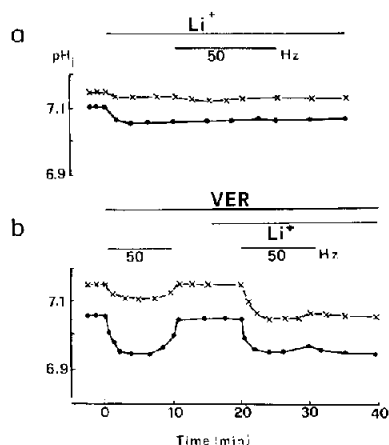 a
Li⁺
50 Hz
pHᵢ
7.1
6.9
VER
b
Li⁺
50 50 Hz
7.1
6.9
0 10 20 30 40
Time [min]